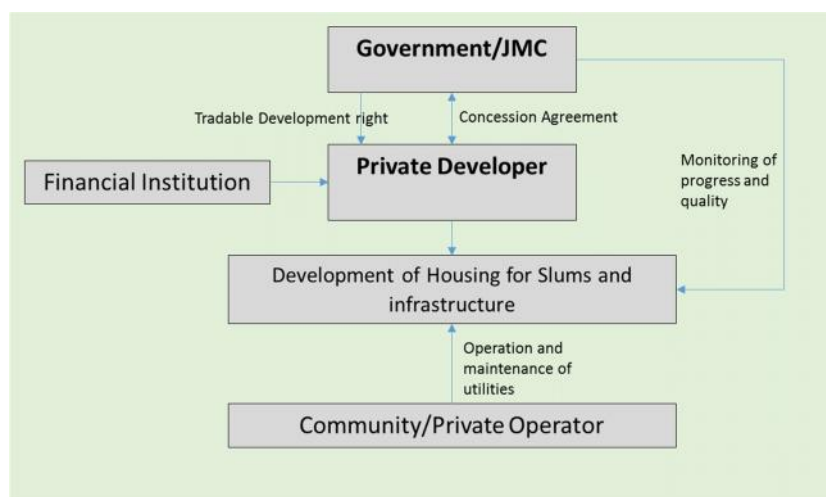 Government/JMC
Tradable Development right
Concession Agreement
Financial Institution
Private Developer
Monitoring of
progress and
quality
Development of Housing for Slums and
infrastructure
Operation and
maintenance of
utilities
Community/Private Operator